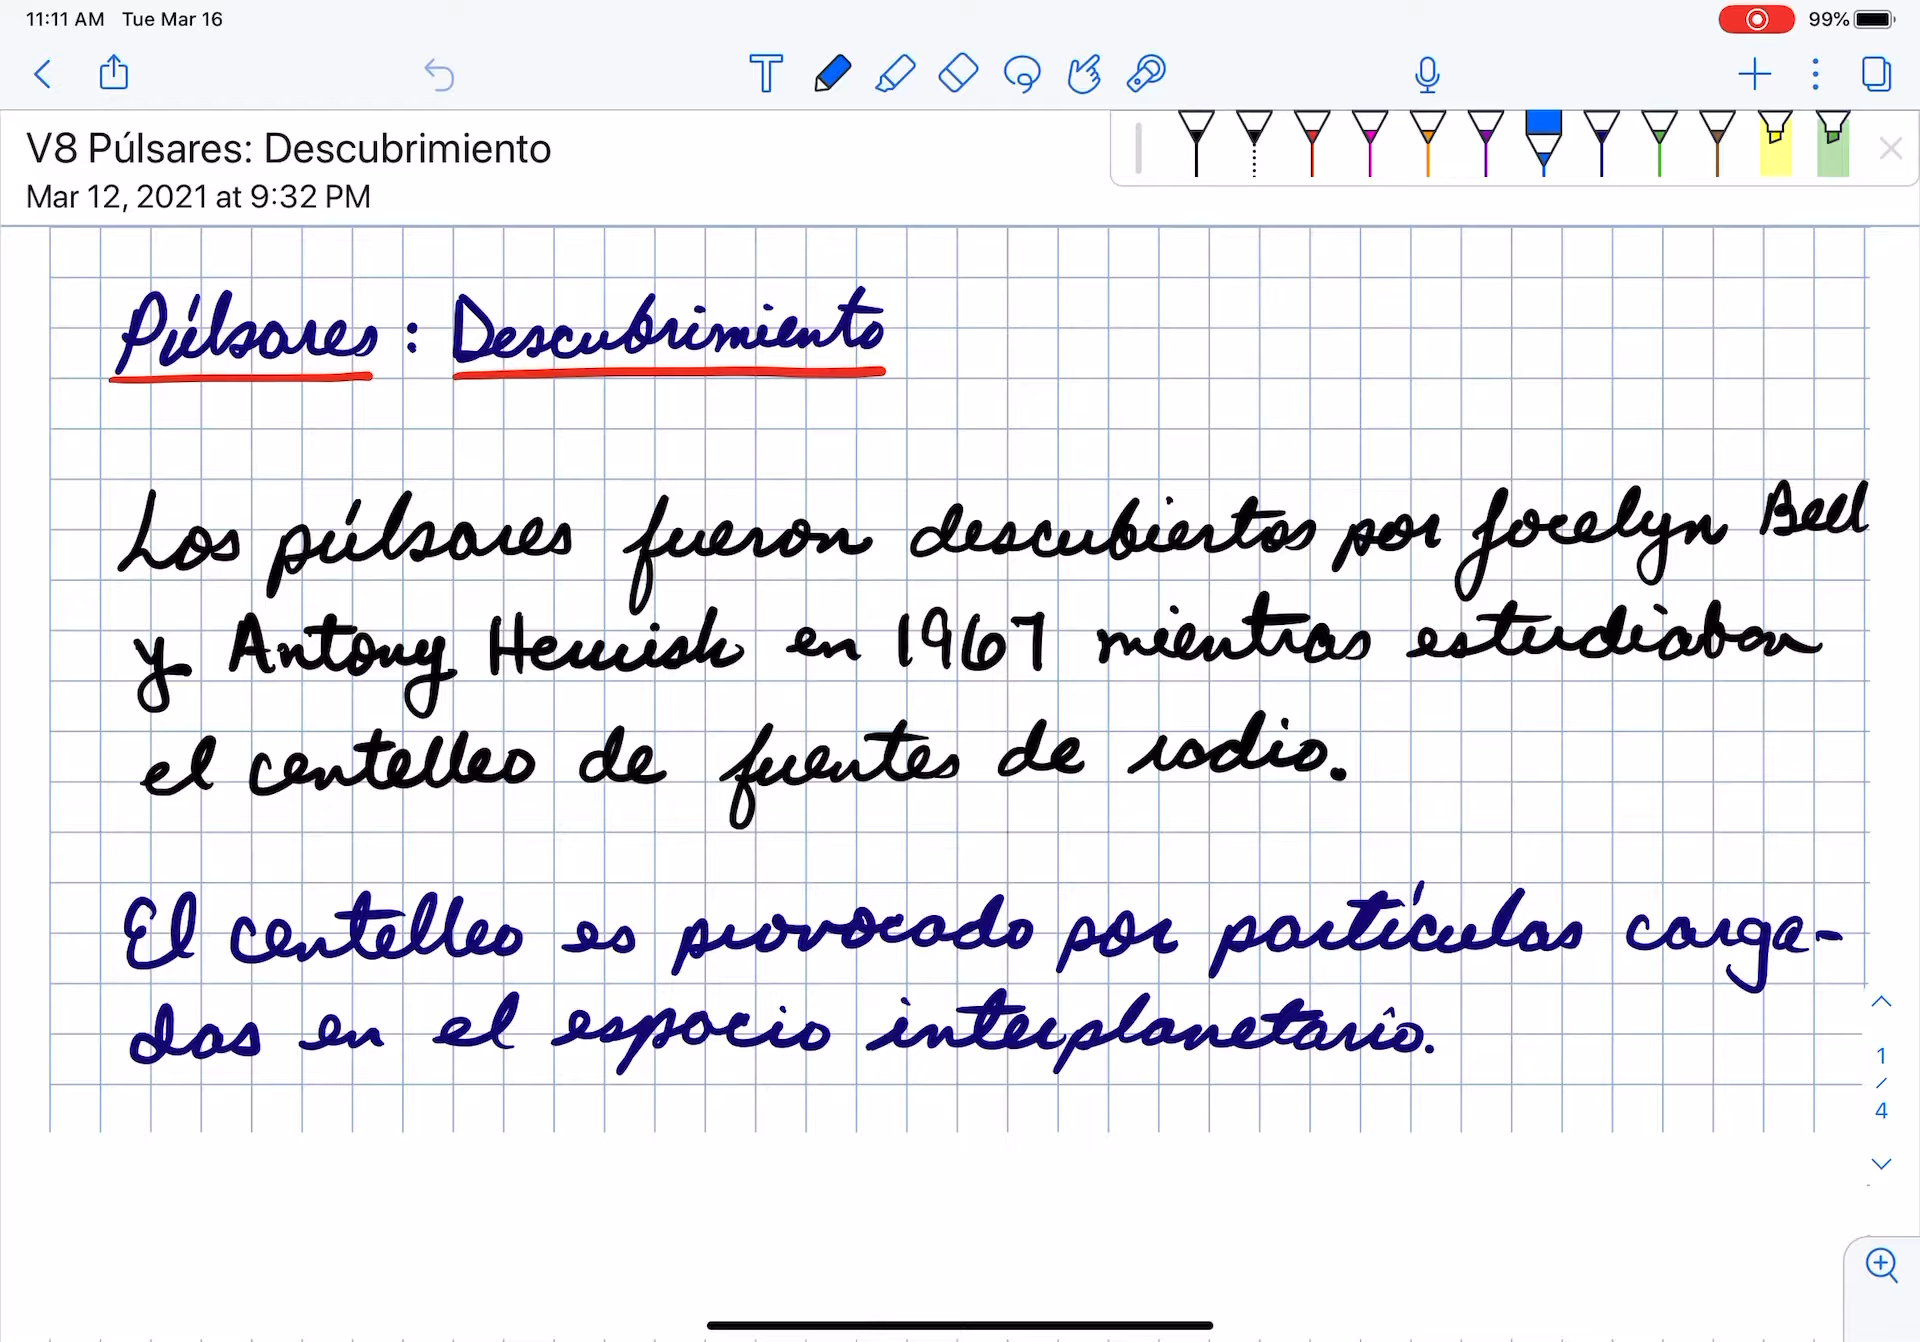 11:11 AM Tue Mar 16
99%
V8 Púlsares: Descubrimiento
Mar 12, 2021 at 9:32 PM
Púlsares : Descubrimiento
Los púlsares fueron descubiertos por Jocelyn Bell
y Antony Hewish en 1967 mientras estudiaban
el centelleo de fuentes de radio.
El centelleo es provocado por partículas carga-
das en el espacio interplanetario.
1
/
4